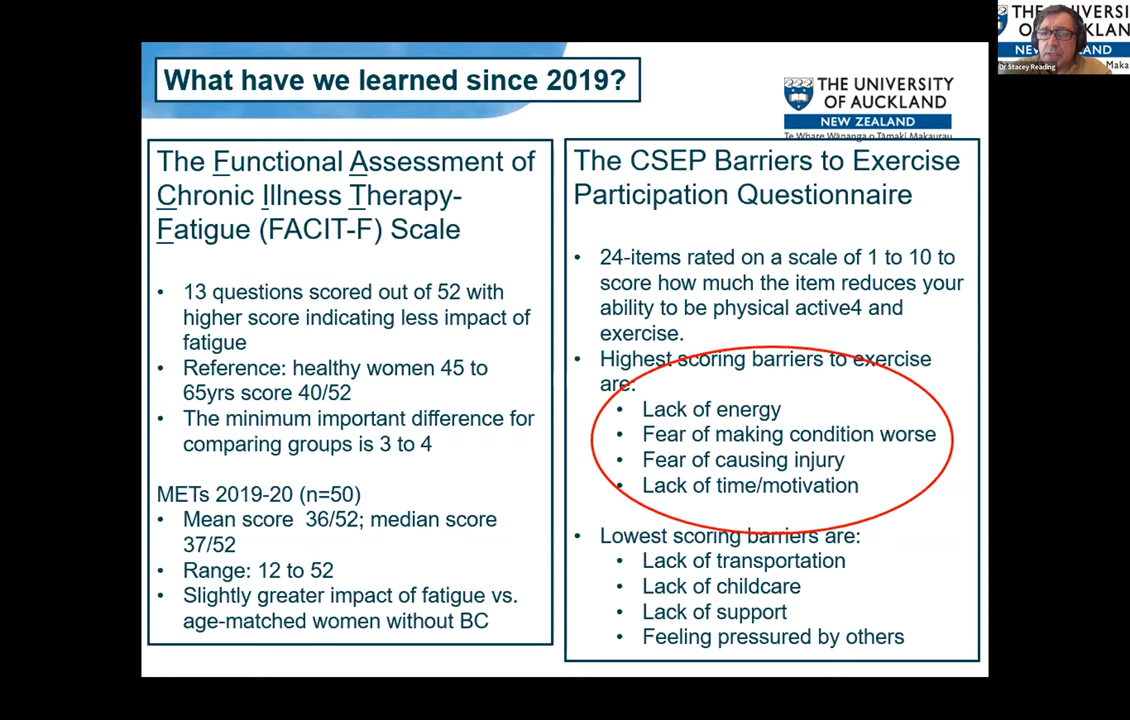 What have we learned since 2019?
THE UNIVERSITY
OF AUCKLAND
NEW ZEALAND
Te Whare Wānanga o Tāmaki Makaurau
The Functional Assessment of
Chronic Illness Therapy-
Fatigue (FACIT-F) Scale
• 13 questions scored out of 52 with
higher score indicating less impact of
fatigue
• Reference: healthy women 45 to
65yrs score 40/52
• The minimum important difference for
comparing groups is 3 to 4
METs 2019-20 (n=50)
• Mean score 36/52; median score
37/52
• Range: 12 to 52
• Slightly greater impact of fatigue vs.
age-matched women without BC
The CSEP Barriers to Exercise
Participation Questionnaire
• 24-items rated on a scale of 1 to 10 to
score how much the item reduces your
ability to be physical active4 and
exercise.
• Highest scoring barriers to exercise
are:
• Lack of energy
• Fear of making condition worse
• Fear of causing injury
• Lack of time/motivation
• Lowest scoring barriers are:
• Lack of transportation
• Lack of childcare
• Lack of support
• Feeling pressured by others
THE UNIVERSI
OF AUCKLAN
NEW ZEALAND
Dr Stacey Reading